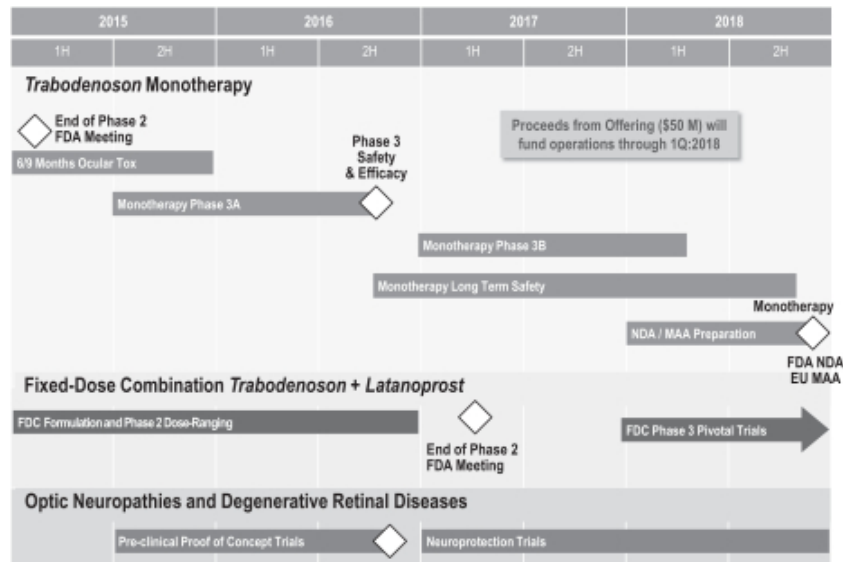 2015 2016 2017 2018
1H 2H 1H 2H 1H 2H 1H 2H
Trabodenoson Monotherapy
End of Phase 2
FDA Meeting
Proceeds from Offering ($50 M) will
fund operations through 1Q:2018
Phase 3
Safety
& Efficacy
6/9 Months Ocular Tox
Monotherapy Phase 3A
Monotherapy Phase 3B
Monotherapy Long Term Safety
Monotherapy
NDA / MAA Preparation
FDA NDA
EU MAA
Fixed-Dose Combination Trabodenoson + Latanoprost
FDC Formulation and Phase 2 Dose-Ranging
FDC Phase 3 Pivotal Trials
End of Phase 2
FDA Meeting
Optic Neuropathies and Degenerative Retinal Diseases
Pre-clinical Proof of Concept Trials
Neuroprotection Trials